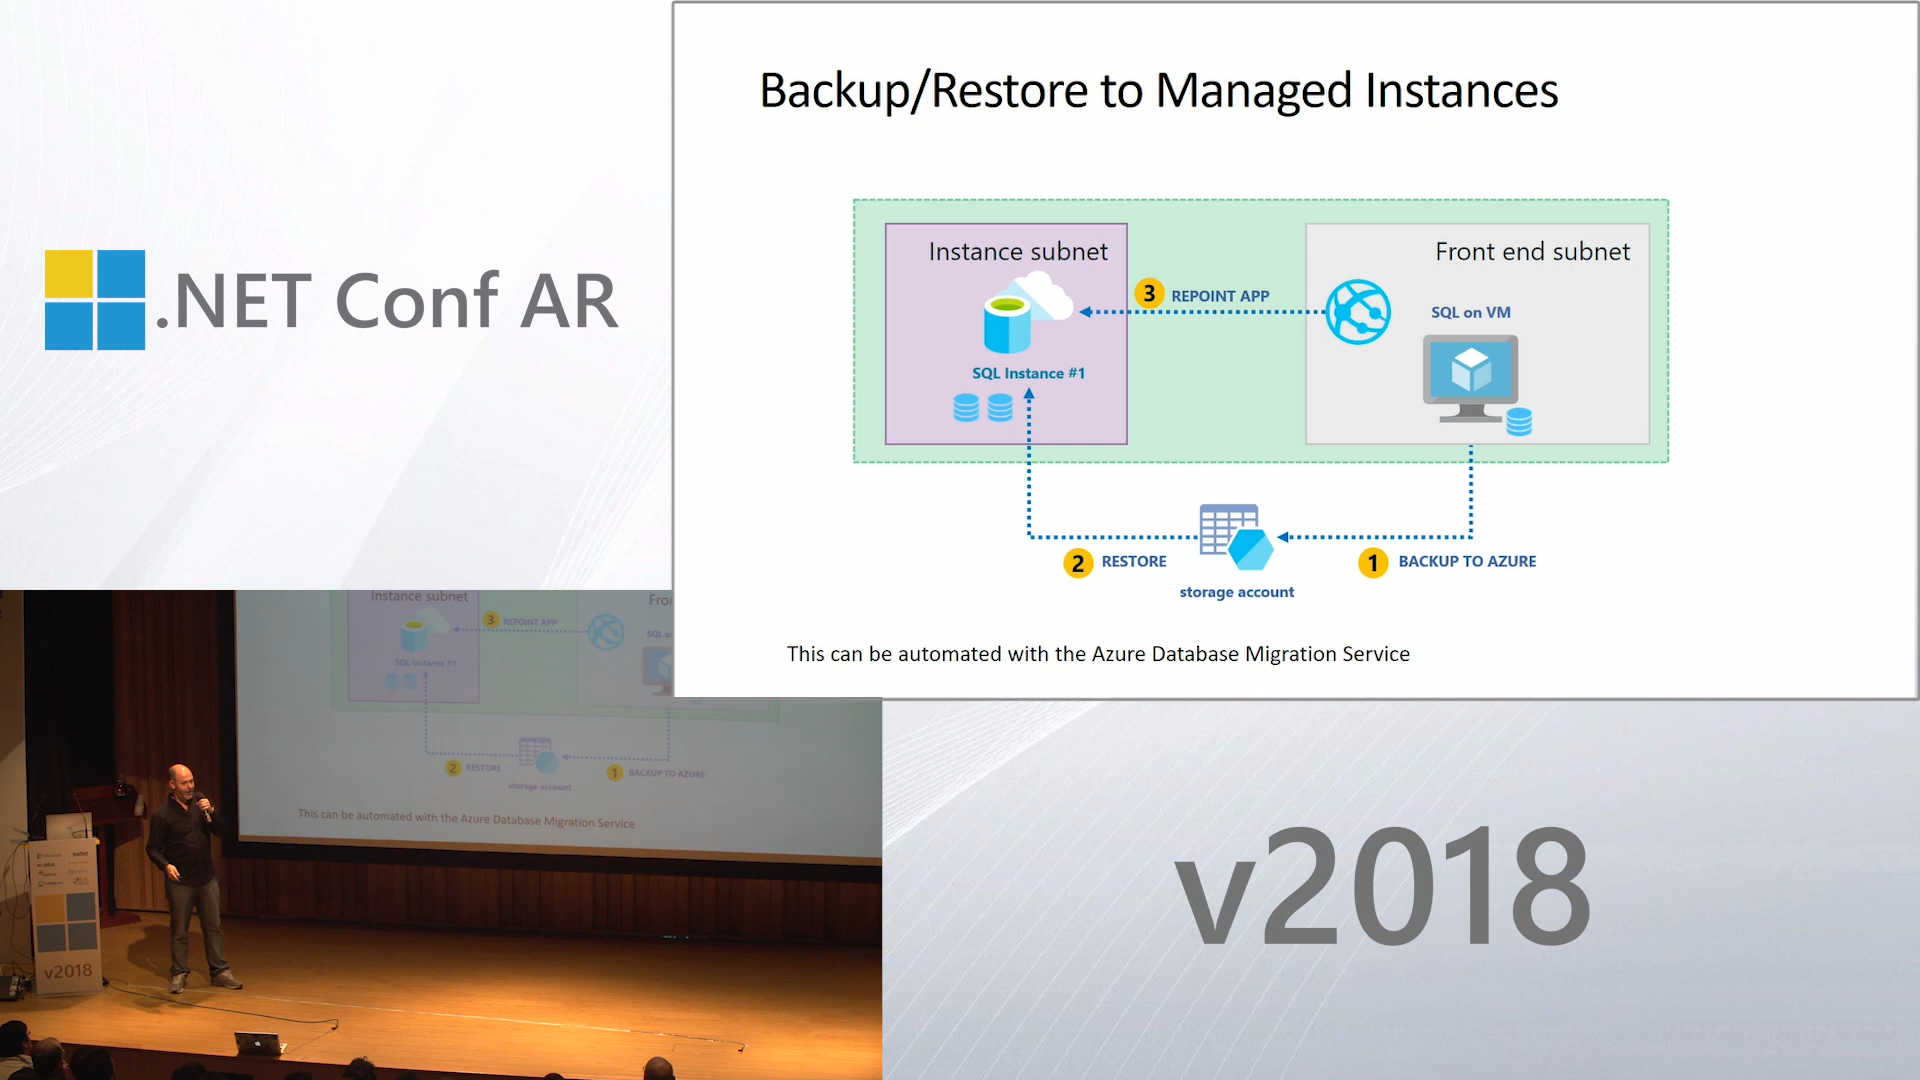 Backup/Restore to Managed Instances
.NET Conf AR
Instance subnet
Front end subnet
3 REPOINT APP
SQL on VM
SQL Instance #1
2 RESTORE
1 BACKUP TO AZURE
storage account
This can be automated with the Azure Database Migration Service
Instance subnet
3 REPOINT APP
SQL Instance #1
2 RESTORE
1 BACKUP TO AZURE
storage account
This can be automated with the Azure Database Migration Service
v2018
v2018